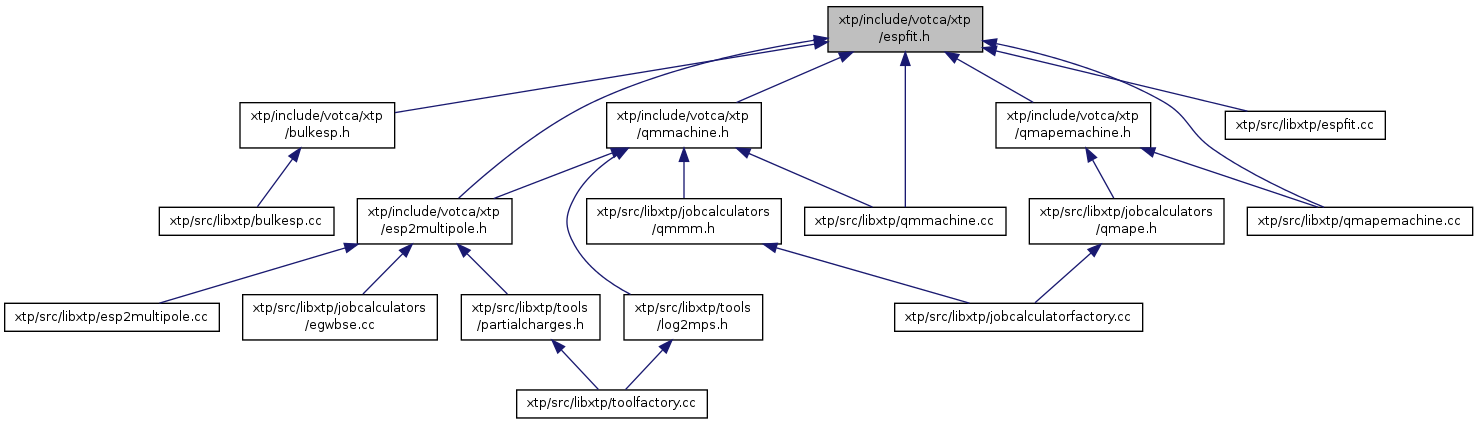 xtp/include/votca/xtp
/espfit.h
xtp/include/votca/xtp
/bulkesp.h
xtp/include/votca/xtp
/qmmachine.h
xtp/include/votca/xtp
/qmapemachine.h
xtp/src/libxtp/espfit.cc
xtp/src/libxtp/bulkesp.cc
xtp/include/votca/xtp
/esp2multipole.h
xtp/src/libxtp/jobcalculators
/qmmm.h
xtp/src/libxtp/qmmachine.cc
xtp/src/libxtp/jobcalculators
/qmape.h
xtp/src/libxtp/qmapemachine.cc
xtp/src/libxtp/esp2multipole.cc
xtp/src/libxtp/jobcalculators
/egwbse.cc
xtp/src/libxtp/tools
/partialcharges.h
xtp/src/libxtp/tools
/log2mps.h
xtp/src/libxtp/jobcalculatorfactory.cc
xtp/src/libxtp/toolfactory.cc